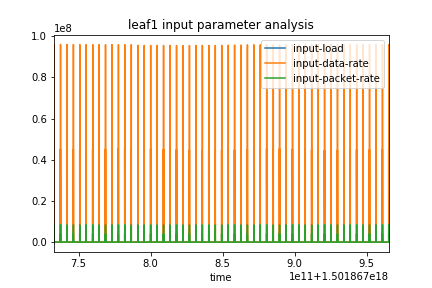 leaf1 input parameter analysis
1e8
1.0
0.8
0.6
0.4
0.2
0.0
input-load
input-data-rate
input-packet-rate
7.5 8.0 8.5 9.0 9.5
time
1e11+1.501867e18